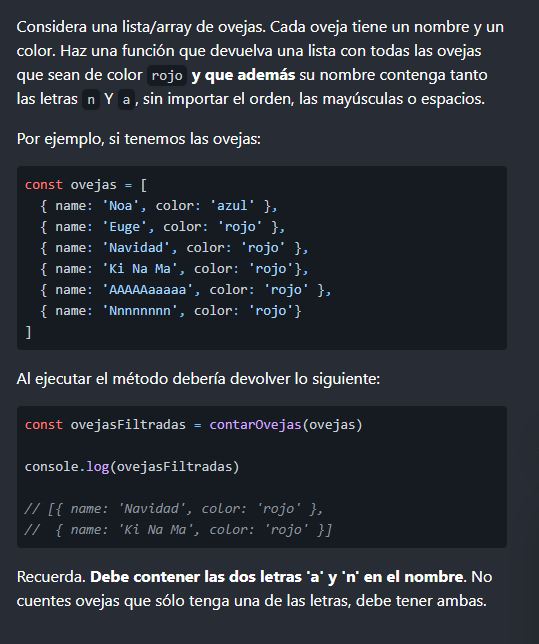 Considera una lista/array de ovejas. Cada oveja tiene un nombre y un
color. Haz una función que devuelva una lista con todas las ovejas
que sean de color rojo y que además su nombre contenga tanto
las letras n Y a , sin importar el orden, las mayúsculas o espacios.
Por ejemplo, si tenemos las ovejas:
const ovejas = [
  { name: 'Noa', color: 'azul' },
  { name: 'Euge', color: 'rojo' },
  { name: 'Navidad', color: 'rojo' },
  { name: 'Ki Na Ma', color: 'rojo'},
  { name: 'AAAAAaaaaa', color: 'rojo' },
  { name: 'Nnnnnnnn', color: 'rojo'}
]
Al ejecutar el método debería devolver lo siguiente:
const ovejasFiltradas = contarOvejas(ovejas)
console.log(ovejasFiltradas)
// [{ name: 'Navidad', color: 'rojo' },
//  { name: 'Ki Na Ma', color: 'rojo' }]
Recuerda. Debe contener las dos letras 'a' y 'n' en el nombre. No
cuentes ovejas que sólo tenga una de las letras, debe tener ambas.